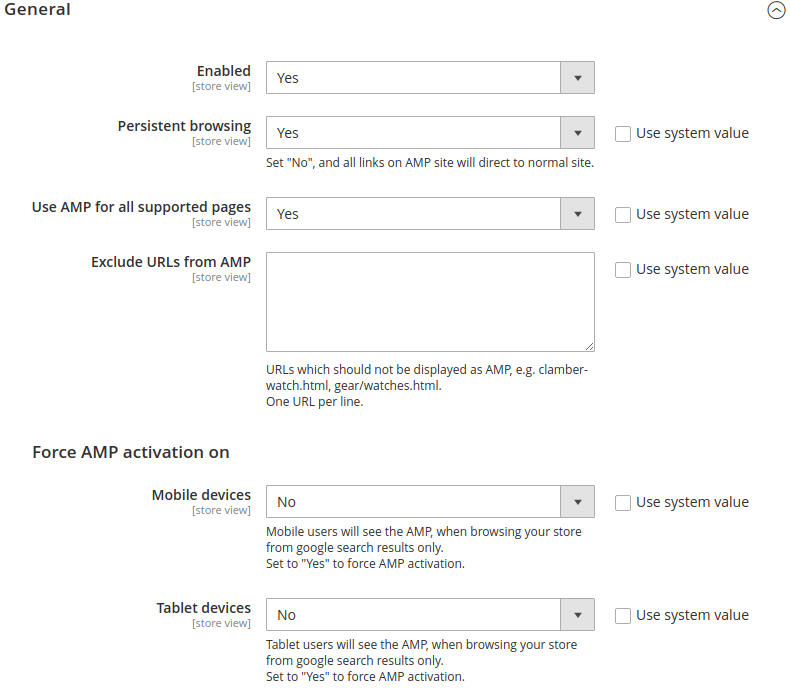 General
Enabled
[store view]
Yes
Persistent browsing
[store view]
Yes
Use system value
Set "No", and all links on AMP site will direct to normal site.
Use AMP for all supported pages
[store view]
Yes
Use system value
Exclude URLs from AMP
[store view]
Use system value
URLs which should not be displayed as AMP, e.g. clamber-
watch.html, gear/watches.html.
One URL per line.
Force AMP activation on
Mobile devices
[store view]
No
Use system value
Mobile users will see the AMP, when browsing your store
from google search results only.
Set to "Yes" to force AMP activation.
Tablet devices
[store view]
No
Use system value
Tablet users will see the AMP, when browsing your store
from google search results only.
Set to "Yes" to force AMP activation.